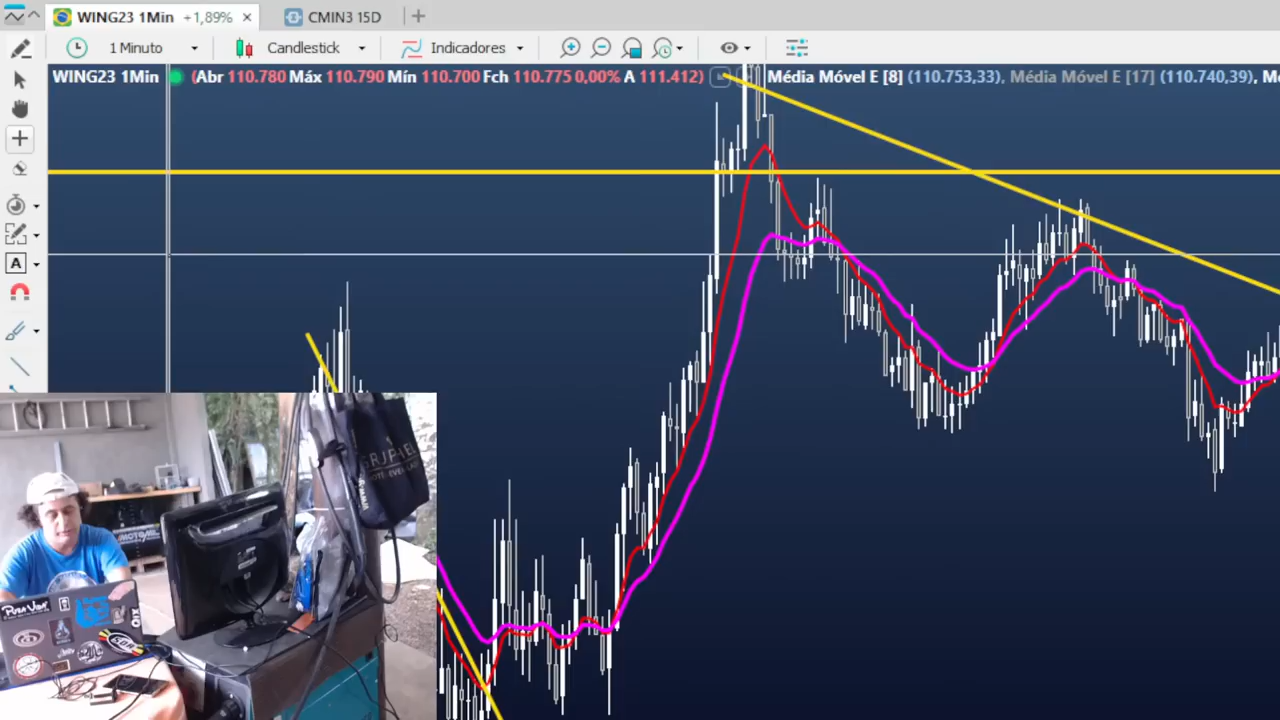 WING23 1Min +1,89% × CMIN3 15D +
1 Minuto Candlestick Indicadores
WING23 1Min (Abr 110.780 Máx 110.790 Mín 110.700 Fch 110.775 0,00% A 111.412) Média Móvel E [8] (110.753,33), Média Móvel E [17] (110.740,39), M
A
PURA VIDA